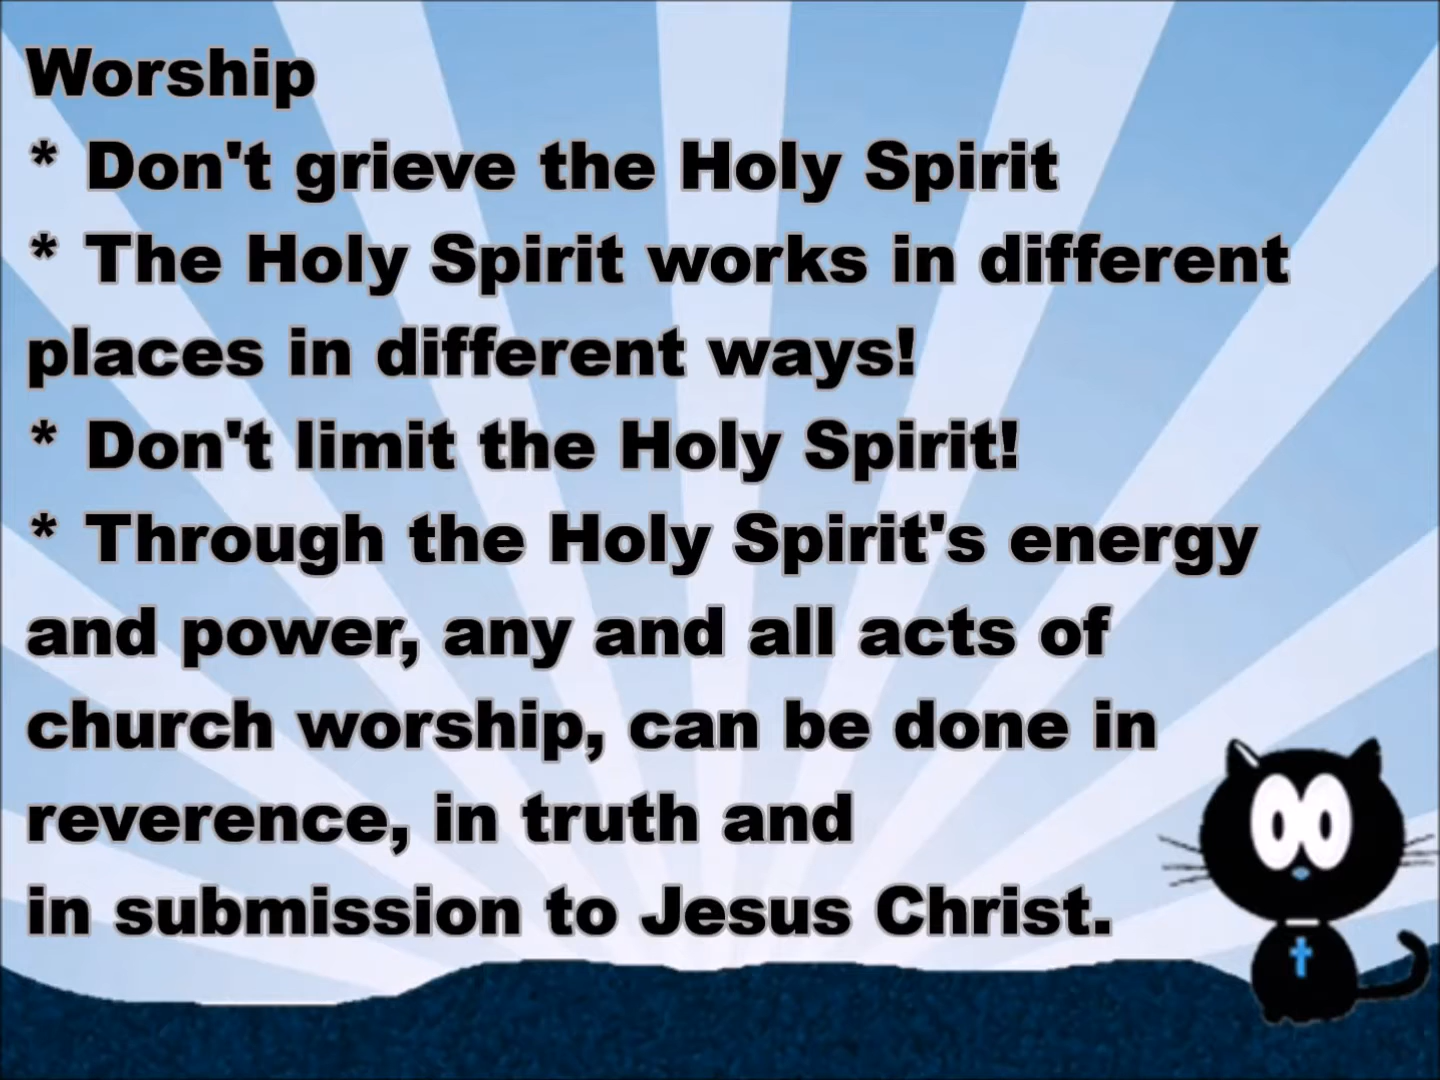 Worship
* Don't grieve the Holy Spirit
* The Holy Spirit works in different
places in different ways!
* Don't limit the Holy Spirit!
* Through the Holy Spirit's energy
and power, any and all acts of
church worship, can be done in
reverence, in truth and
in submission to Jesus Christ.